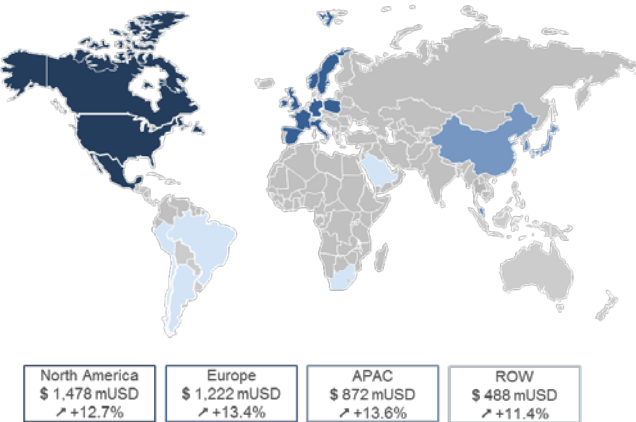 North America
$ 1,478 mUSD
↗ +12.7%
Europe
$ 1,222 mUSD
↗ +13.4%
APAC
$ 872 mUSD
↗ +13.6%
ROW
$ 488 mUSD
↗ +11.4%